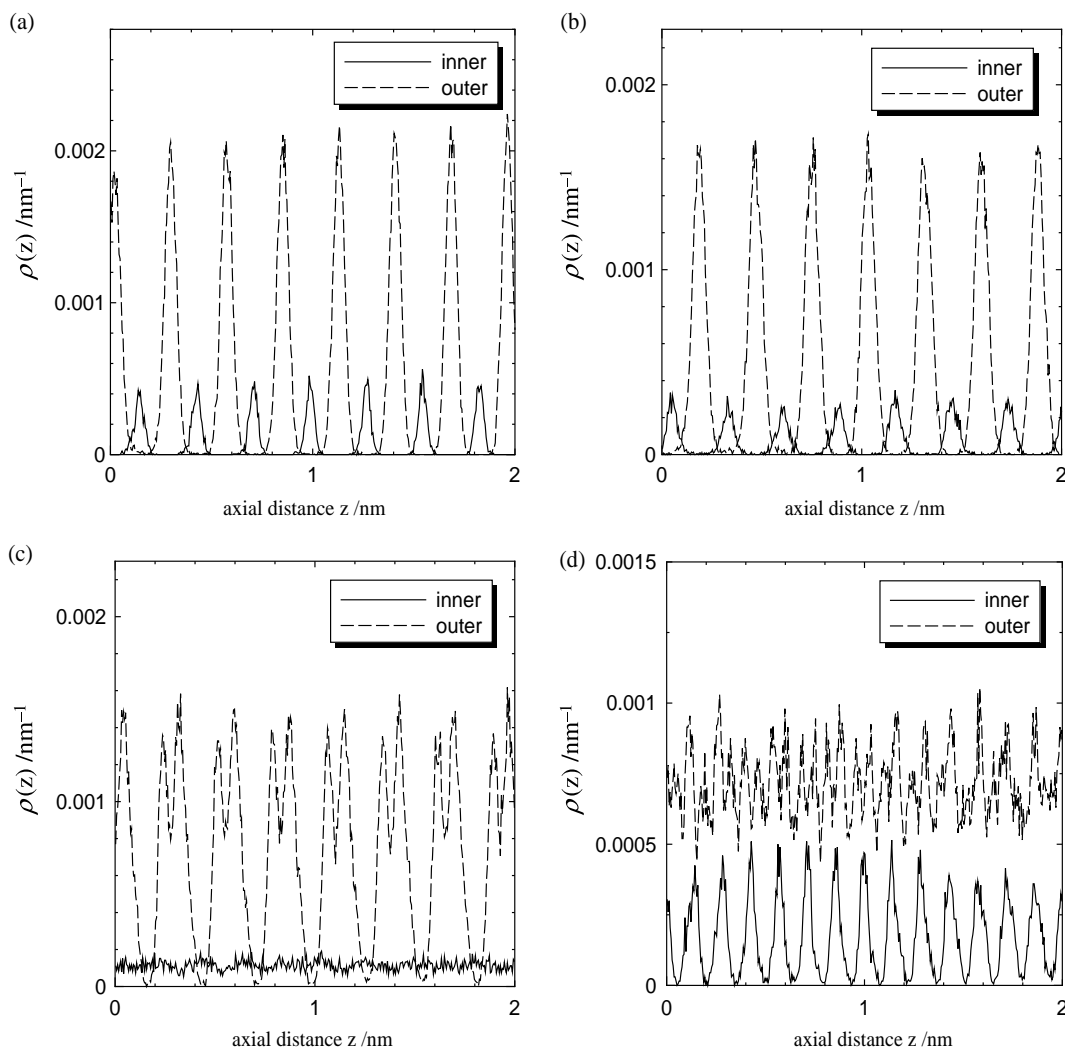 (a)
inner
outer
0.002
0.001
0
ρ(z) /nm⁻¹
0 1 2
axial distance z /nm
(b)
inner
outer
0.002
0.001
0
ρ(z) /nm⁻¹
0 1 2
axial distance z /nm
(c)
inner
outer
0.002
0.001
0
ρ(z) /nm⁻¹
0 1 2
axial distance z /nm
(d)
0.0015
inner
outer
0.001
0.0005
0
ρ(z) /nm⁻¹
0 1 2
axial distance z /nm